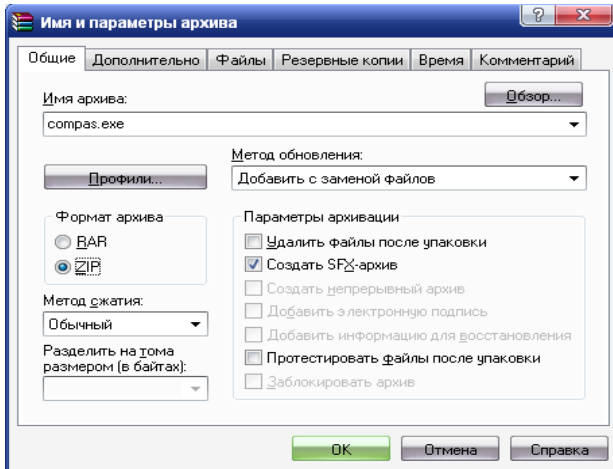 Имя и параметры архива
Общие Дополнительно Файлы Резервные копии Время Комментарий
Имя архива:
Обзор...
compas.exe
Метод обновления:
Профили...
Добавить с заменой файлов
Формат архива
Параметры архивации
RAR
Удалить файлы после упаковки
ZIP
Создать SFX-архив
Создать непрерывный архив
Метод сжатия:
Добавить электронную подпись
Обычный
Добавить информацию для восстановления
Разделить на тома
размером (в байтах):
Протестировать файлы после упаковки
Заблокировать архив
OK Отмена Справка